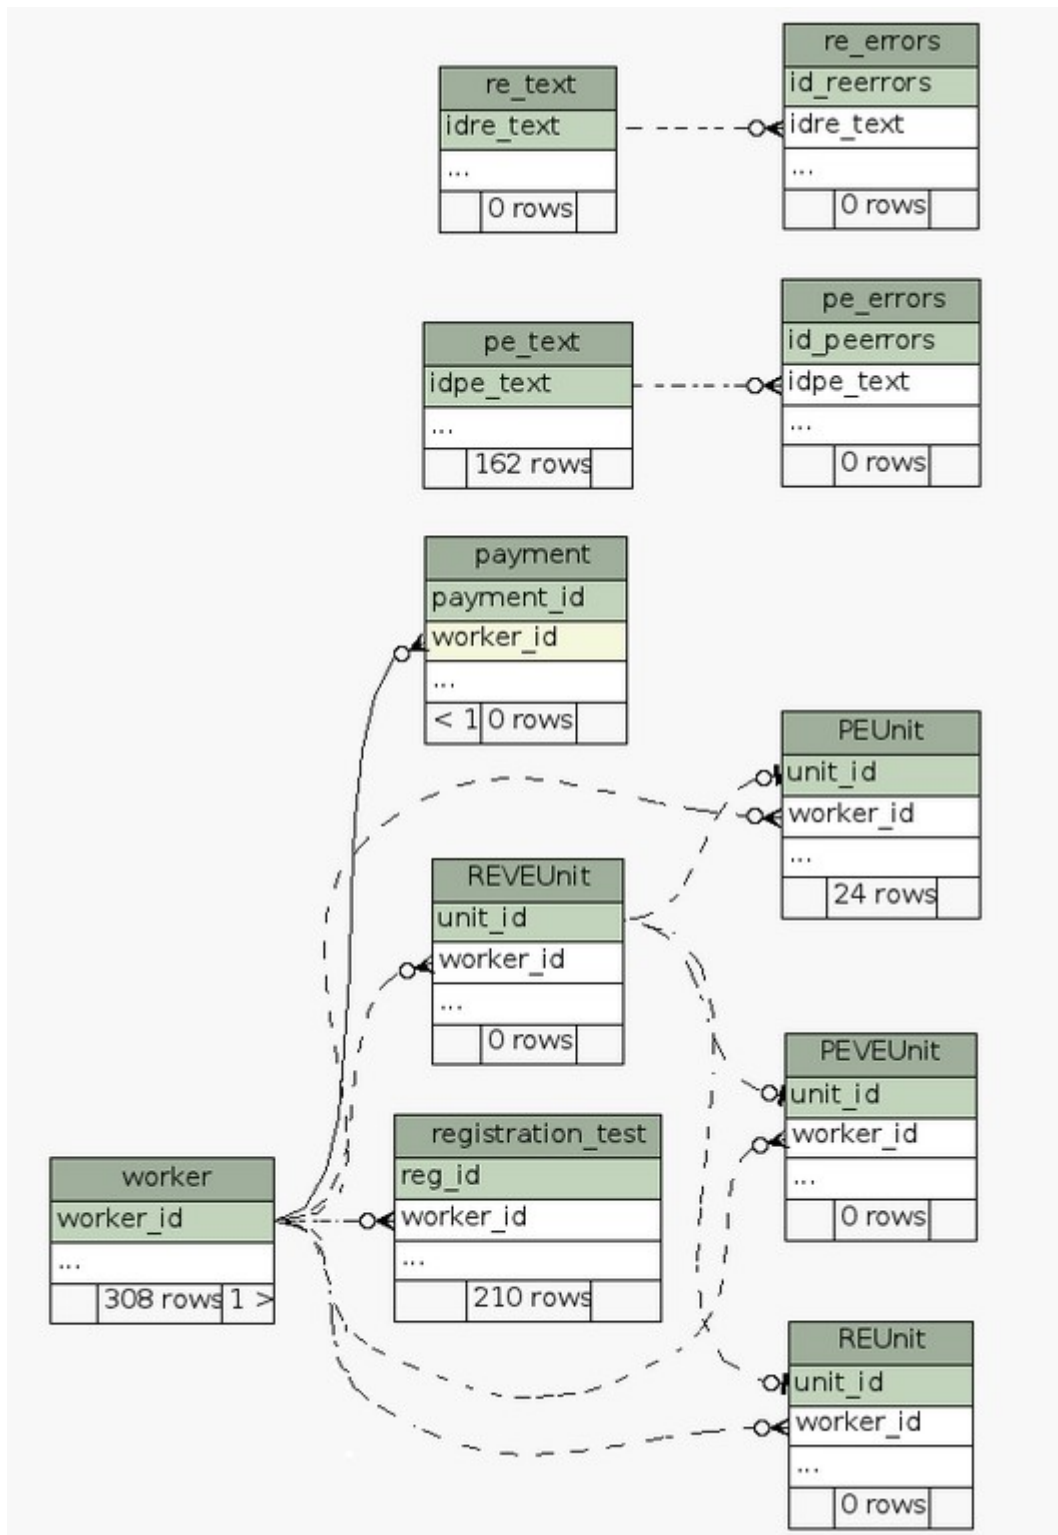 re_text
idre_text
...
0 rows
re_errors
id_reerrors
idre_text
...
0 rows
pe_text
idpe_text
...
162 rows
pe_errors
id_peerrors
idpe_text
...
0 rows
payment
payment_id
worker_id
...
< 1 0 rows
PEUnit
unit_id
worker_id
...
24 rows
REVEUnit
unit_id
worker_id
...
0 rows
PEVEUnit
unit_id
worker_id
...
0 rows
registration_test
reg_id
worker_id
...
210 rows
worker
worker_id
...
308 rows 1 >
REUnit
unit_id
worker_id
...
0 rows